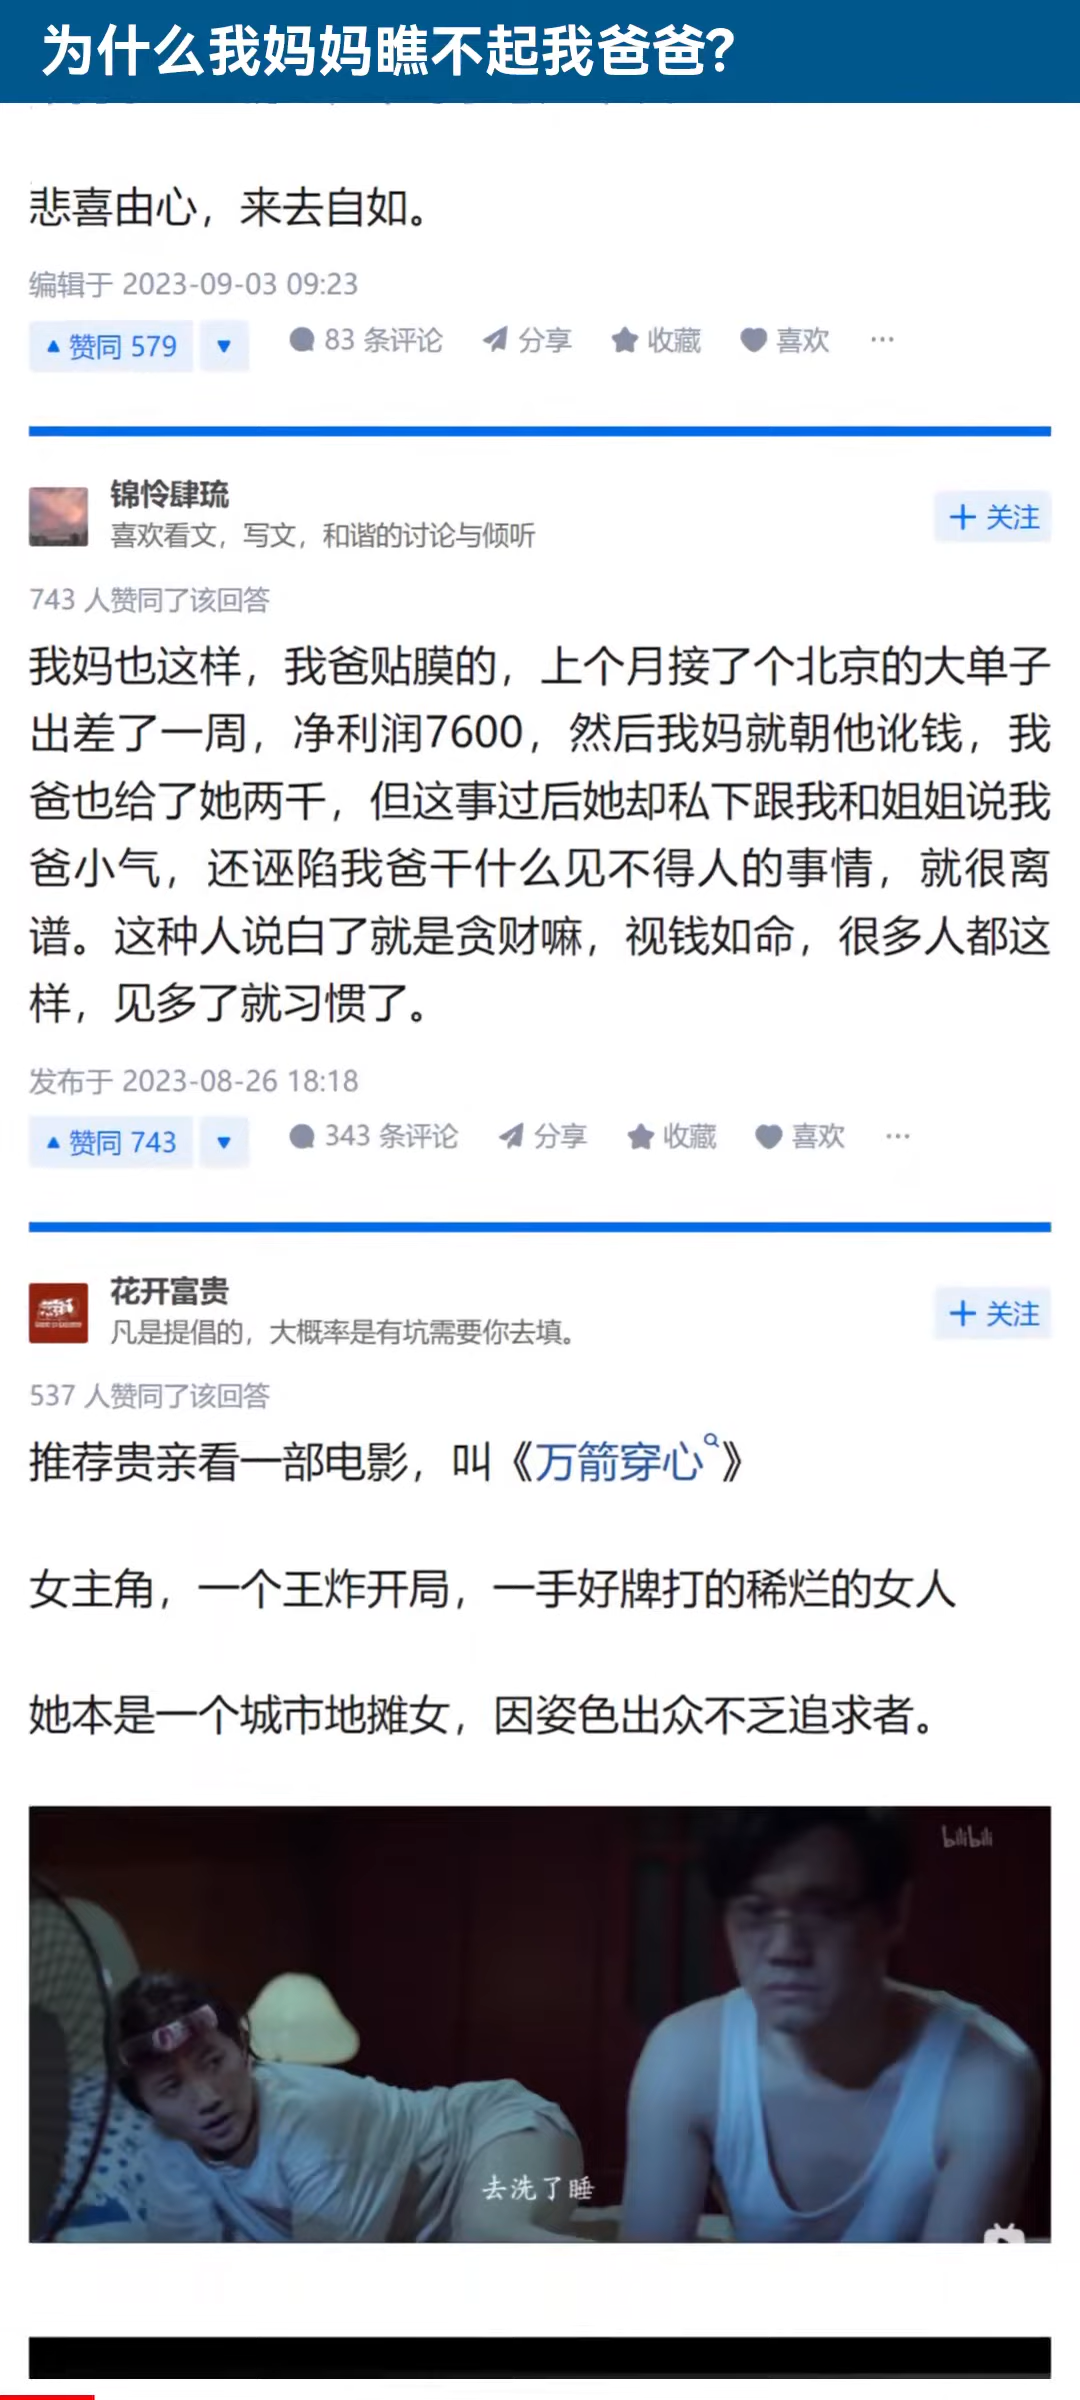 为什么我妈妈瞧不起我爸爸?
悲喜由心，来去自如。
编辑于 2023-09-03 09:23
赞同 579
83 条评论
分享
收藏
喜欢
锦怜肆琉
喜欢看文，写文，和谐的讨论与倾听
+ 关注
743 人赞同了该回答
我妈也这样，我爸贴膜的，上个月接了个北京的大单子
出差了一周，净利润7600，然后我妈就朝他讹钱，我
爸也给了她两千，但这事过后她却私下跟我和姐姐说我
爸小气，还诬陷我爸干什么见不得人的事情，就很离
谱。这种人说白了就是贪财嘛，视钱如命，很多人都这
样，见多了就习惯了。
发布于 2023-08-26 18:18
赞同 743
343 条评论
分享
收藏
喜欢
花开富贵
凡是提倡的，大概率是有坑需要你去填。
+ 关注
537 人赞同了该回答
推荐贵亲看一部电影，叫《万箭穿心》
女主角，一个王炸开局，一手好牌打的稀烂的女人
她本是一个城市地摊女，因姿色出众不乏追求者。
bilibili
去洗了睡